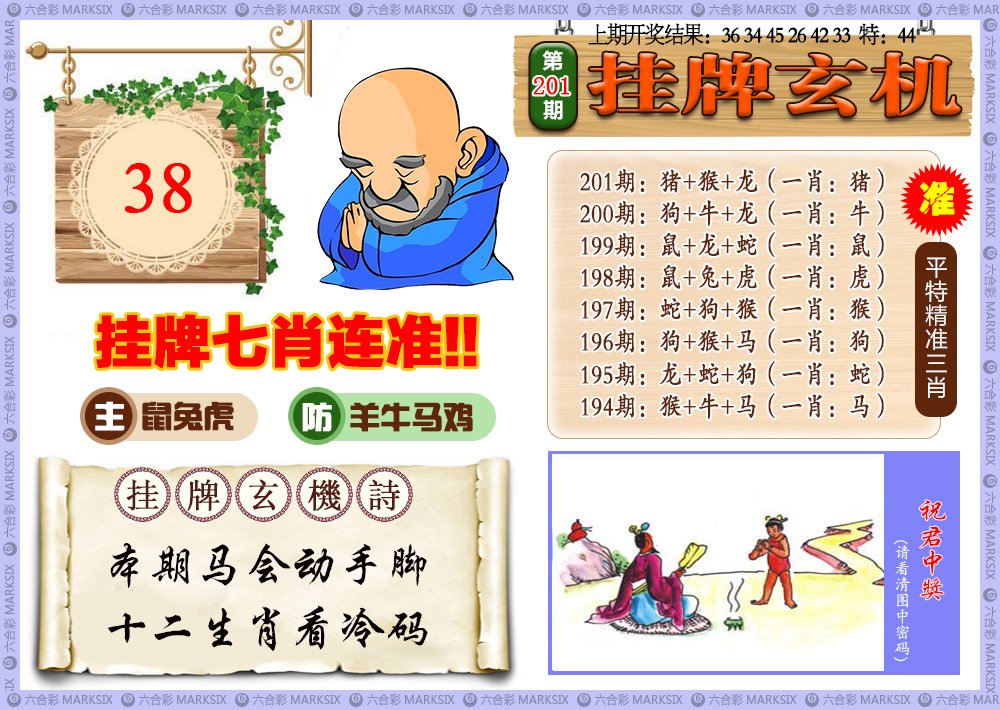 上期开奖结果：36 34 45 26 42 33 特：44
第
201
期
挂牌玄机
38
挂牌七肖连准!!
主 鼠兔虎
防 羊牛马鸡
201期：猪+猴+龙（一肖：猪）
200期：狗+牛+龙（一肖：牛）
199期：鼠+龙+蛇（一肖：鼠）
198期：鼠+兔+虎（一肖：虎）
197期：蛇+狗+猴（一肖：猴）
196期：狗+猴+马（一肖：狗）
195期：龙+蛇+狗（一肖：蛇）
194期：猴+牛+马（一肖：马）
准
平特精准三肖
挂牌玄機詩
本期马会动手脚
十二生肖看冷码
祝君中獎
（请看清图中密码）
六合彩 MARKSIX